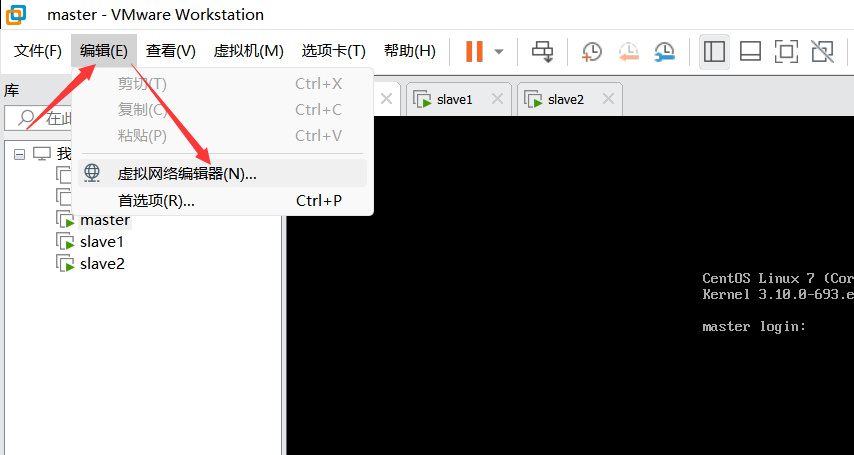 master - VMware Workstation
文件(F) 编辑(E) 查看(V) 虚拟机(M) 选项卡(T) 帮助(H)
库
剪切(T) Ctrl+X
slave1
slave2
复制(C) Ctrl+C
在此
粘贴(P) Ctrl+V
我
虚拟网络编辑器(N)...
首选项(R)... Ctrl+P
master
slave1
slave2
CentOS Linux 7 (Cor
Kernel 3.10.0-693.e
master login: